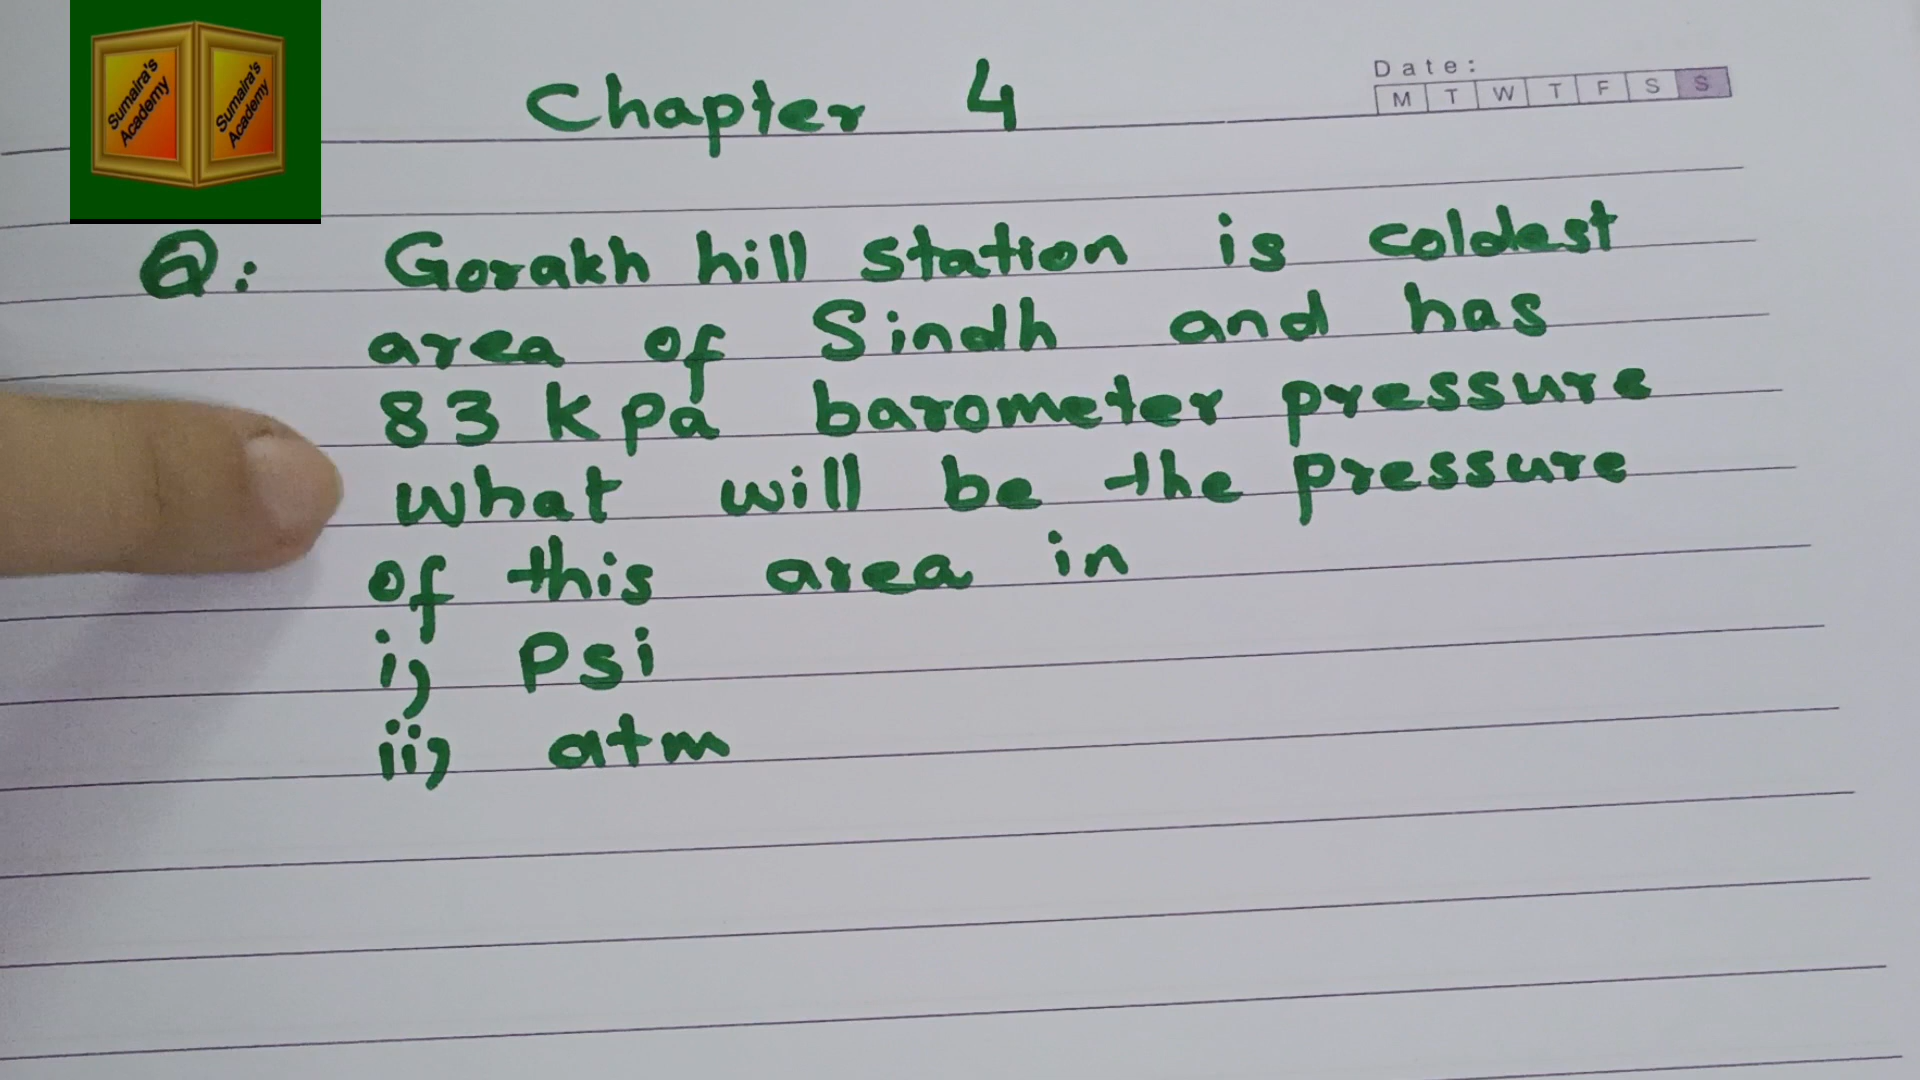 Sumaira's
Academy
Sumaira's
Academy
Chapter 4
Date:
M T W T F S S
Q: Gorakh hill station is coldest
area of Sindh and has
83 kpa barometer pressure
what will be the pressure
of this area in
i) Psi
ii) atm